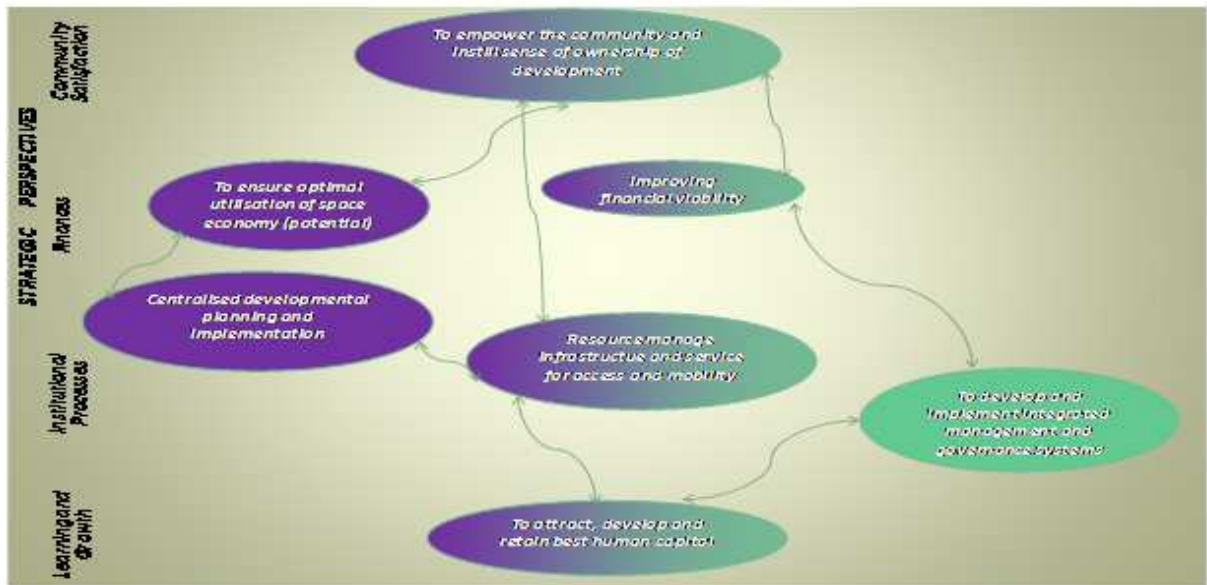 STRATEGIC PERSPECTIVES
Community
Satisfaction
To empower the community and
instill sense of ownership of
development
Finances
To ensure optimal
utilisation of space
economy (potential)
Improving
financial viability
Institutional
Processes
Centralised developmental
planning and
implementation
Resource manage
infrastructue and service
for access and mobility
To develop and
implement integrated
management and
governance systems
Learning and
Growth
To attract, develop and
retain best human capital